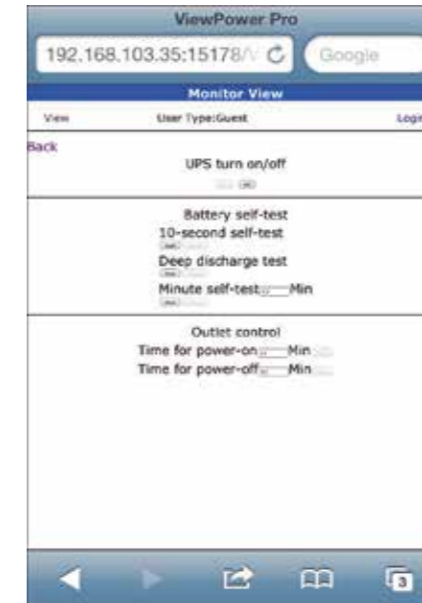 ViewPower Pro
192.168.103.35:15178/ Google
Monitor View
View User Type:Guest Login
Back
UPS turn on/off
Battery self-test
10-second self-test
Deep discharge test
Minute self-test Min
Outlet control
Time for power-on Min
Time for power-off Min
3